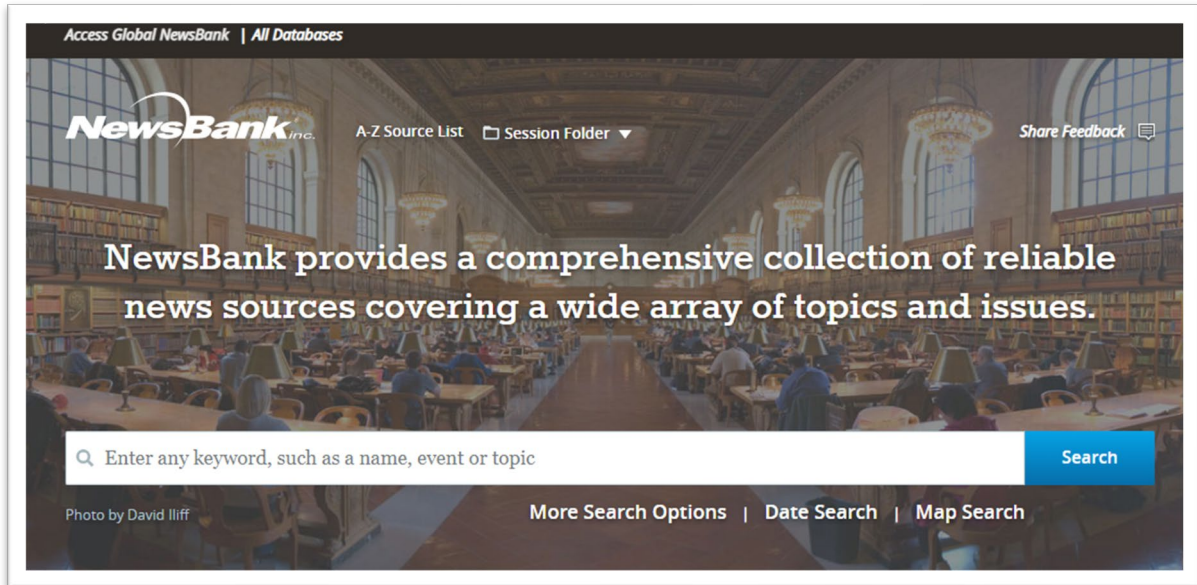 Access Global NewsBank | All Databases
NewsBank inc.
A-Z Source List
Session Folder ▼
Share Feedback
NewsBank provides a comprehensive collection of reliable
news sources covering a wide array of topics and issues.
Enter any keyword, such as a name, event or topic
Search
Photo by David Iliff
More Search Options | Date Search | Map Search